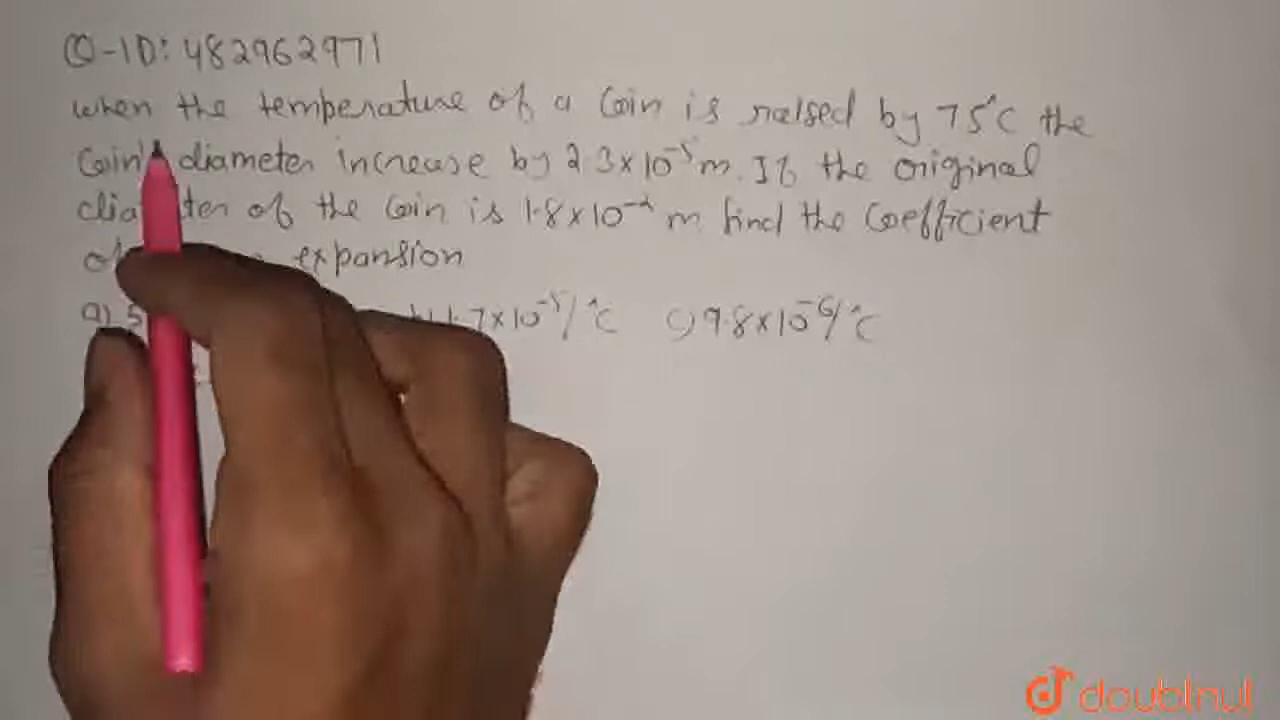 Q-ID: 482962971
when the temperature of a coin is raised by 75°C the
coin's diameter increase by 2.3×10⁻⁵m. If the original
of the coin is 1.8×10⁻² m find the coefficient
expansion
a) 5 1.7×10⁻⁵/°C c) 9.8×10⁻⁶/°C
doubtnut